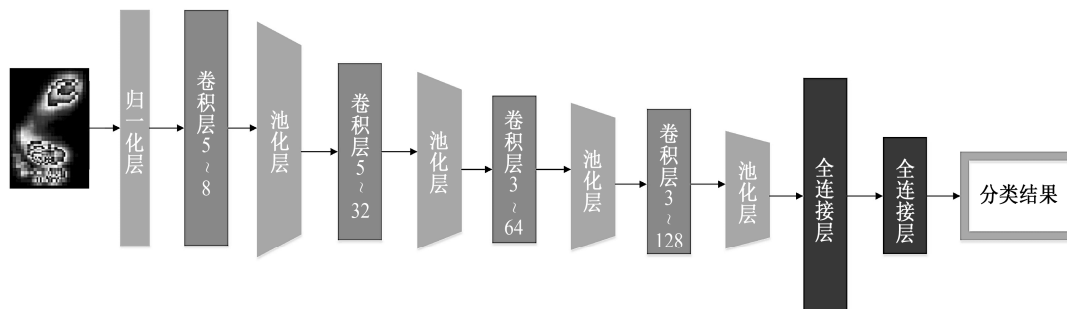 归一化层
卷积层5~8
池化层
卷积层5~32
池化层
卷积层3~64
池化层
卷积层3~128
池化层
全连接层
全连接层
分类结果